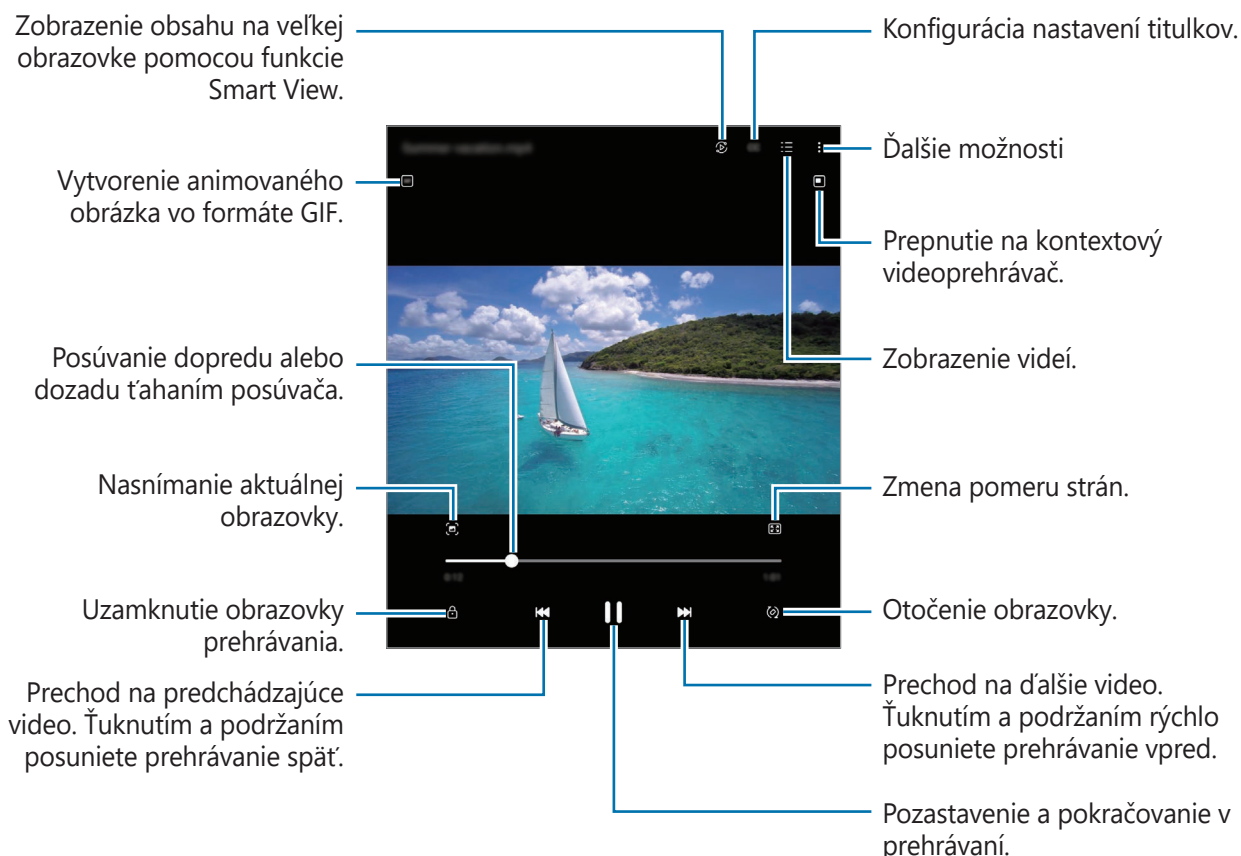 Zobrazenie obsahu na veľkej
obrazovke pomocou funkcie
Smart View.
Konfigurácia nastavení titulkov.
Ďalšie možnosti
Vytvorenie animovaného
obrázka vo formáte GIF.
Prepnutie na kontextový
videoprehrávač.
Posúvanie dopredu alebo
dozadu ťahaním posúvača.
Zobrazenie videí.
Nasnímanie aktuálnej
obrazovky.
Zmena pomeru strán.
Uzamknutie obrazovky
prehrávania.
Otočenie obrazovky.
Prechod na predchádzajúce
video. Ťuknutím a podržaním
posuniete prehrávanie späť.
Prechod na ďalšie video.
Ťuknutím a podržaním rýchlo
posuniete prehrávanie vpred.
Pozastavenie a pokračovanie v
prehrávaní.